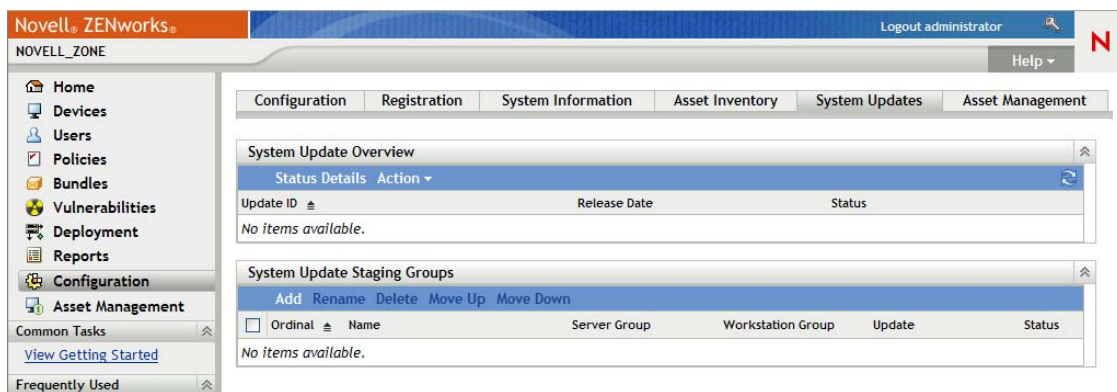 Novell® ZENworks®
Logout administrator
N
NOVELL_ZONE
Help
Home
Devices
Users
Policies
Bundles
Vulnerabilities
Deployment
Reports
Configuration
Asset Management
Common Tasks
View Getting Started
Frequently Used
Configuration Registration System Information Asset Inventory System Updates Asset Management
System Update Overview
Status Details Action
Update ID Release Date Status
No items available.
System Update Staging Groups
Add Rename Delete Move Up Move Down
Ordinal Name Server Group Workstation Group Update Status
No items available.